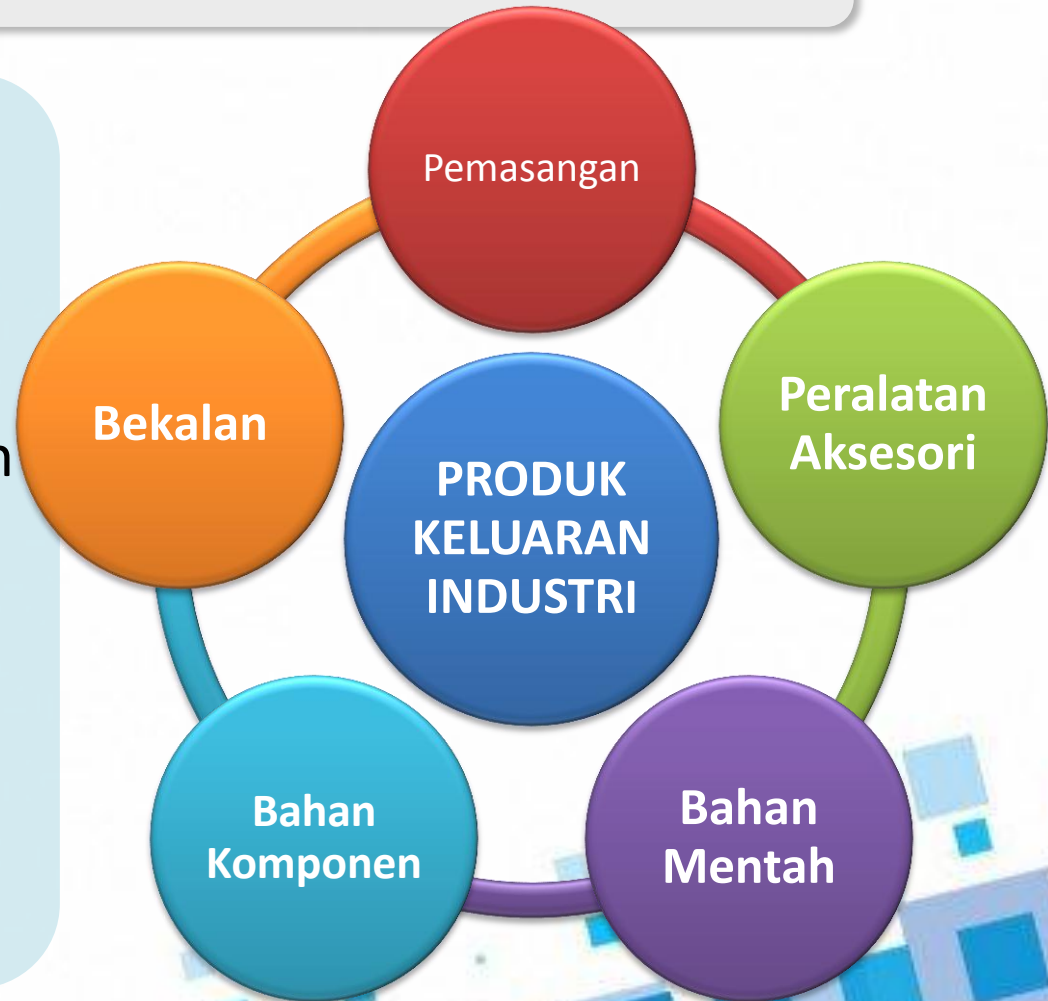 Pemasangan
Peralatan
Aksesori
Bahan
Mentah
Bahan
Komponen
Bekalan
PRODUK
KELUARAN
INDUSTRI